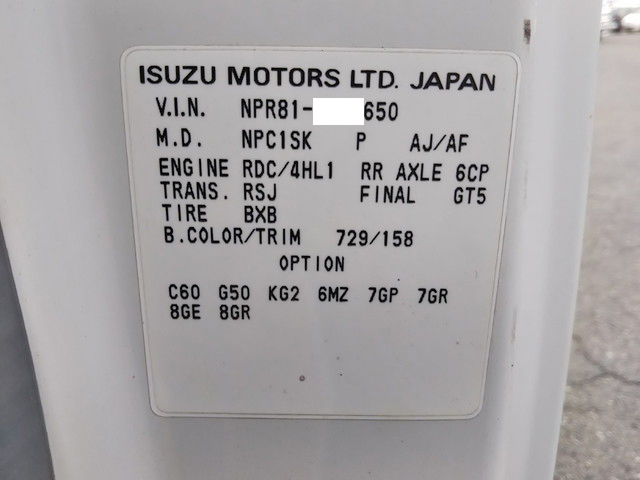 ISUZU MOTORS LTD. JAPAN
V.I.N. NPR81- 650
M.D. NPC1SK P AJ/AF
ENGINE RDC/4HL1 RR AXLE 6CP
TRANS. RSJ FINAL GT5
TIRE BXB
B.COLOR/TRIM 729/158
OPTION
C60 G50 KG2 6MZ 7GP 7GR
8GE 8GR